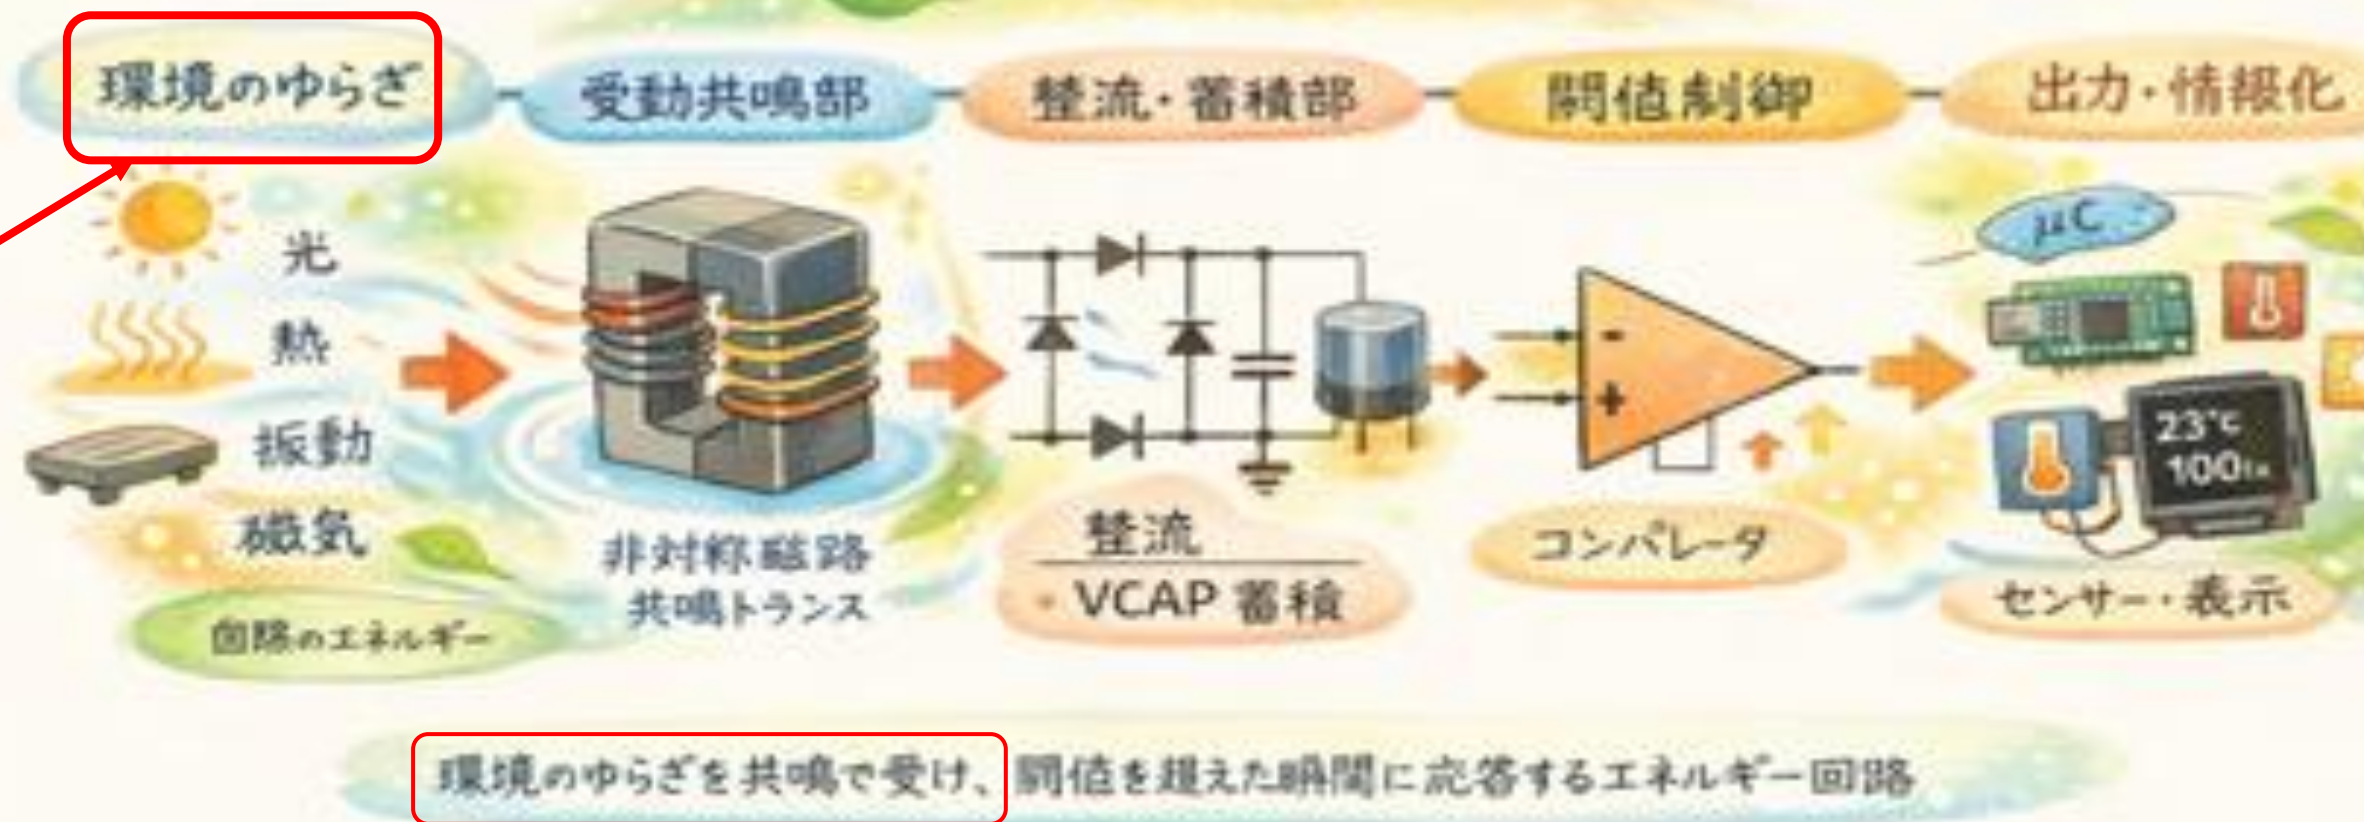 環境のゆらぎ
受動共鳴部
整流・蓄積部
閾値制御
出力・情報化
光
熱
振動
磁気
回路のエネルギー
非対称磁路
共鳴トランス
整流
・VCAP 蓄積
-
+
コンパレータ
μC
23℃
100
センサー・表示
環境のゆらぎを共鳴で受け、閾値を超えた瞬間に応答するエネルギー回路